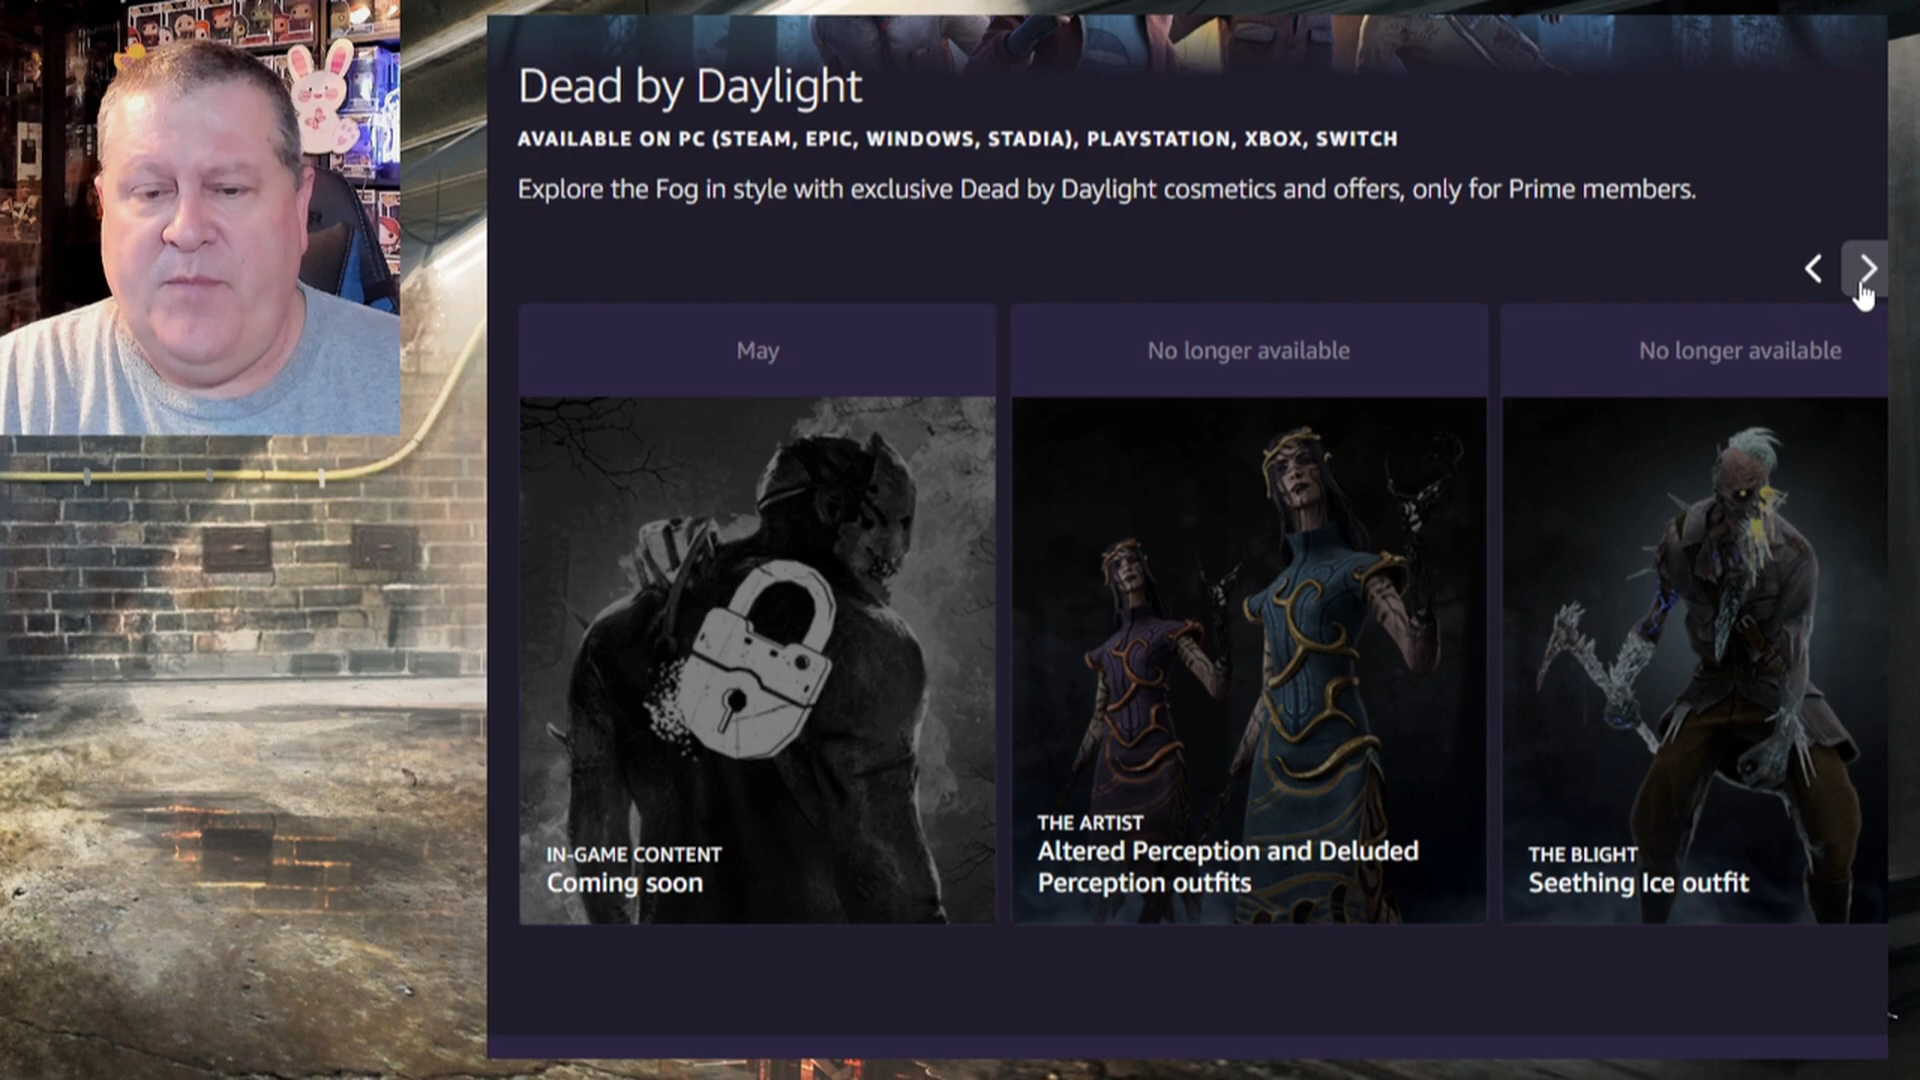 Dead by Daylight
AVAILABLE ON PC (STEAM, EPIC, WINDOWS, STADIA), PLAYSTATION, XBOX, SWITCH
Explore the Fog in style with exclusive Dead by Daylight cosmetics and offers, only for Prime members.
May
No longer available
No longer available
IN-GAME CONTENT
Coming soon
THE ARTIST
Altered Perception and Deluded
Perception outfits
THE BLIGHT
Seething Ice outfit